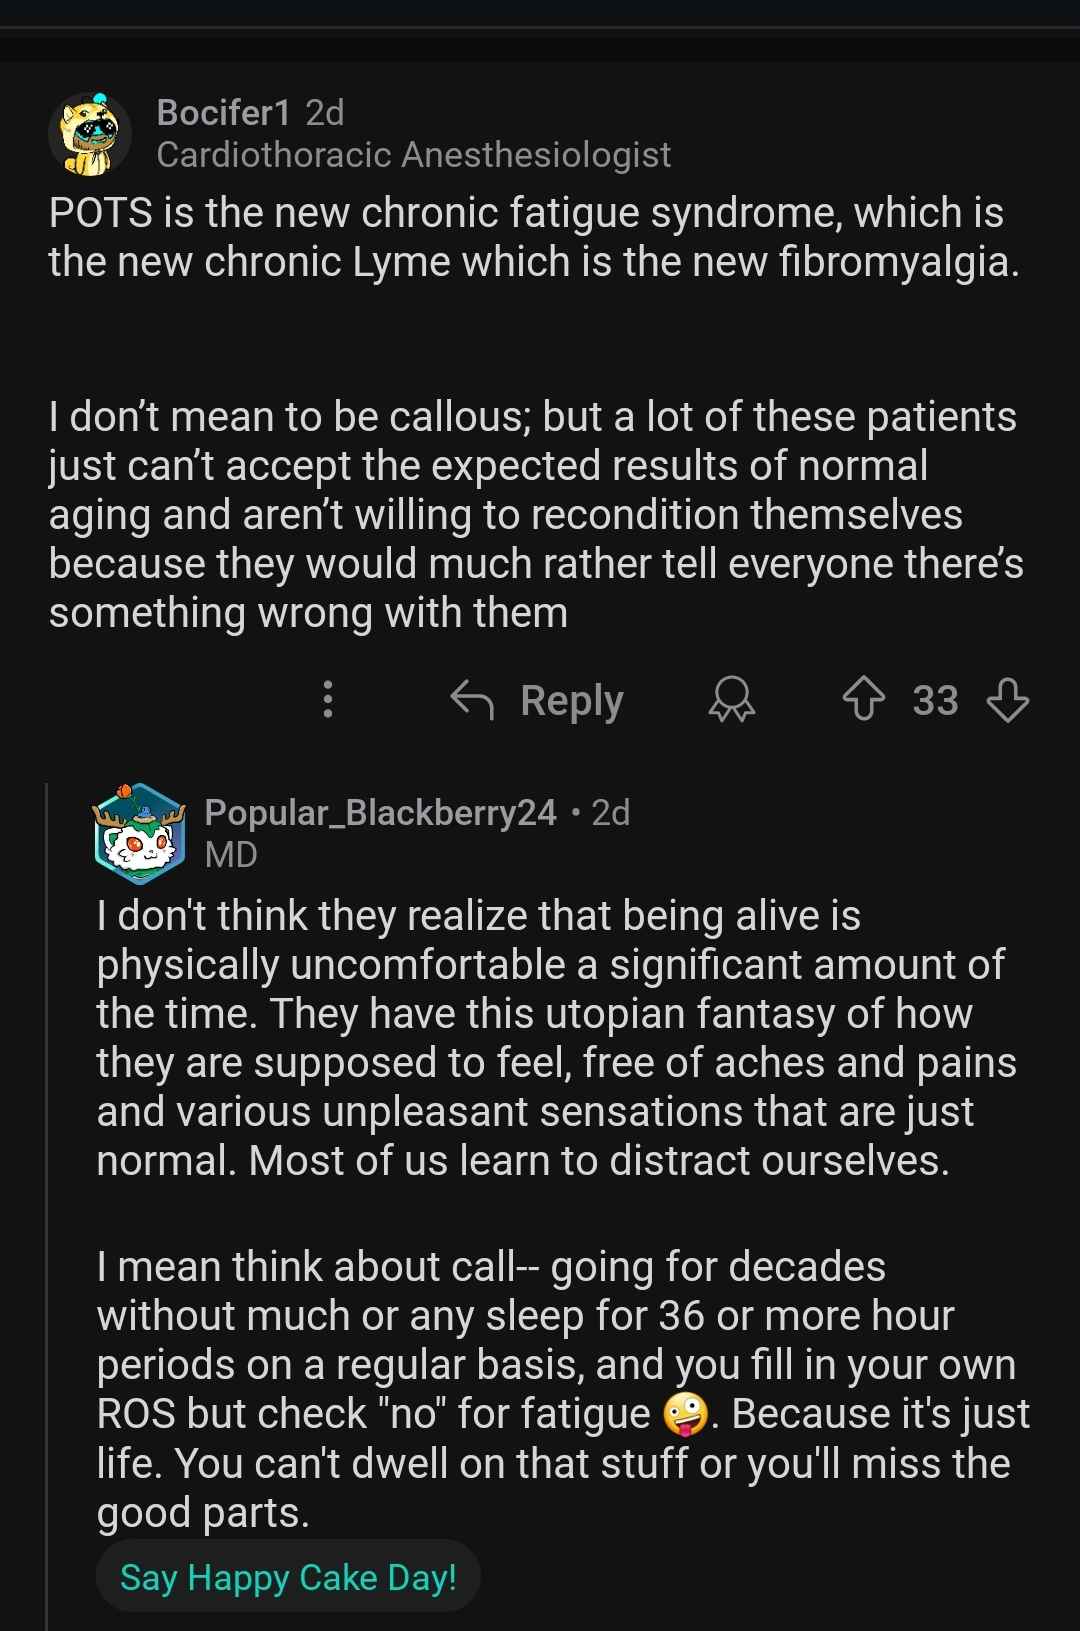 Bocifer1 2d
Cardiothoracic Anesthesiologist
POTS is the new chronic fatigue syndrome, which is
the new chronic Lyme which is the new fibromyalgia.
I don’t mean to be callous; but a lot of these patients
just can’t accept the expected results of normal
aging and aren’t willing to recondition themselves
because they would much rather tell everyone there’s
something wrong with them
Reply 33
Popular_Blackberry24 • 2d
MD
I don't think they realize that being alive is
physically uncomfortable a significant amount of
the time. They have this utopian fantasy of how
they are supposed to feel, free of aches and pains
and various unpleasant sensations that are just
normal. Most of us learn to distract ourselves.
I mean think about call-- going for decades
without much or any sleep for 36 or more hour
periods on a regular basis, and you fill in your own
ROS but check "no" for fatigue 🤪. Because it's just
life. You can't dwell on that stuff or you'll miss the
good parts.
Say Happy Cake Day!